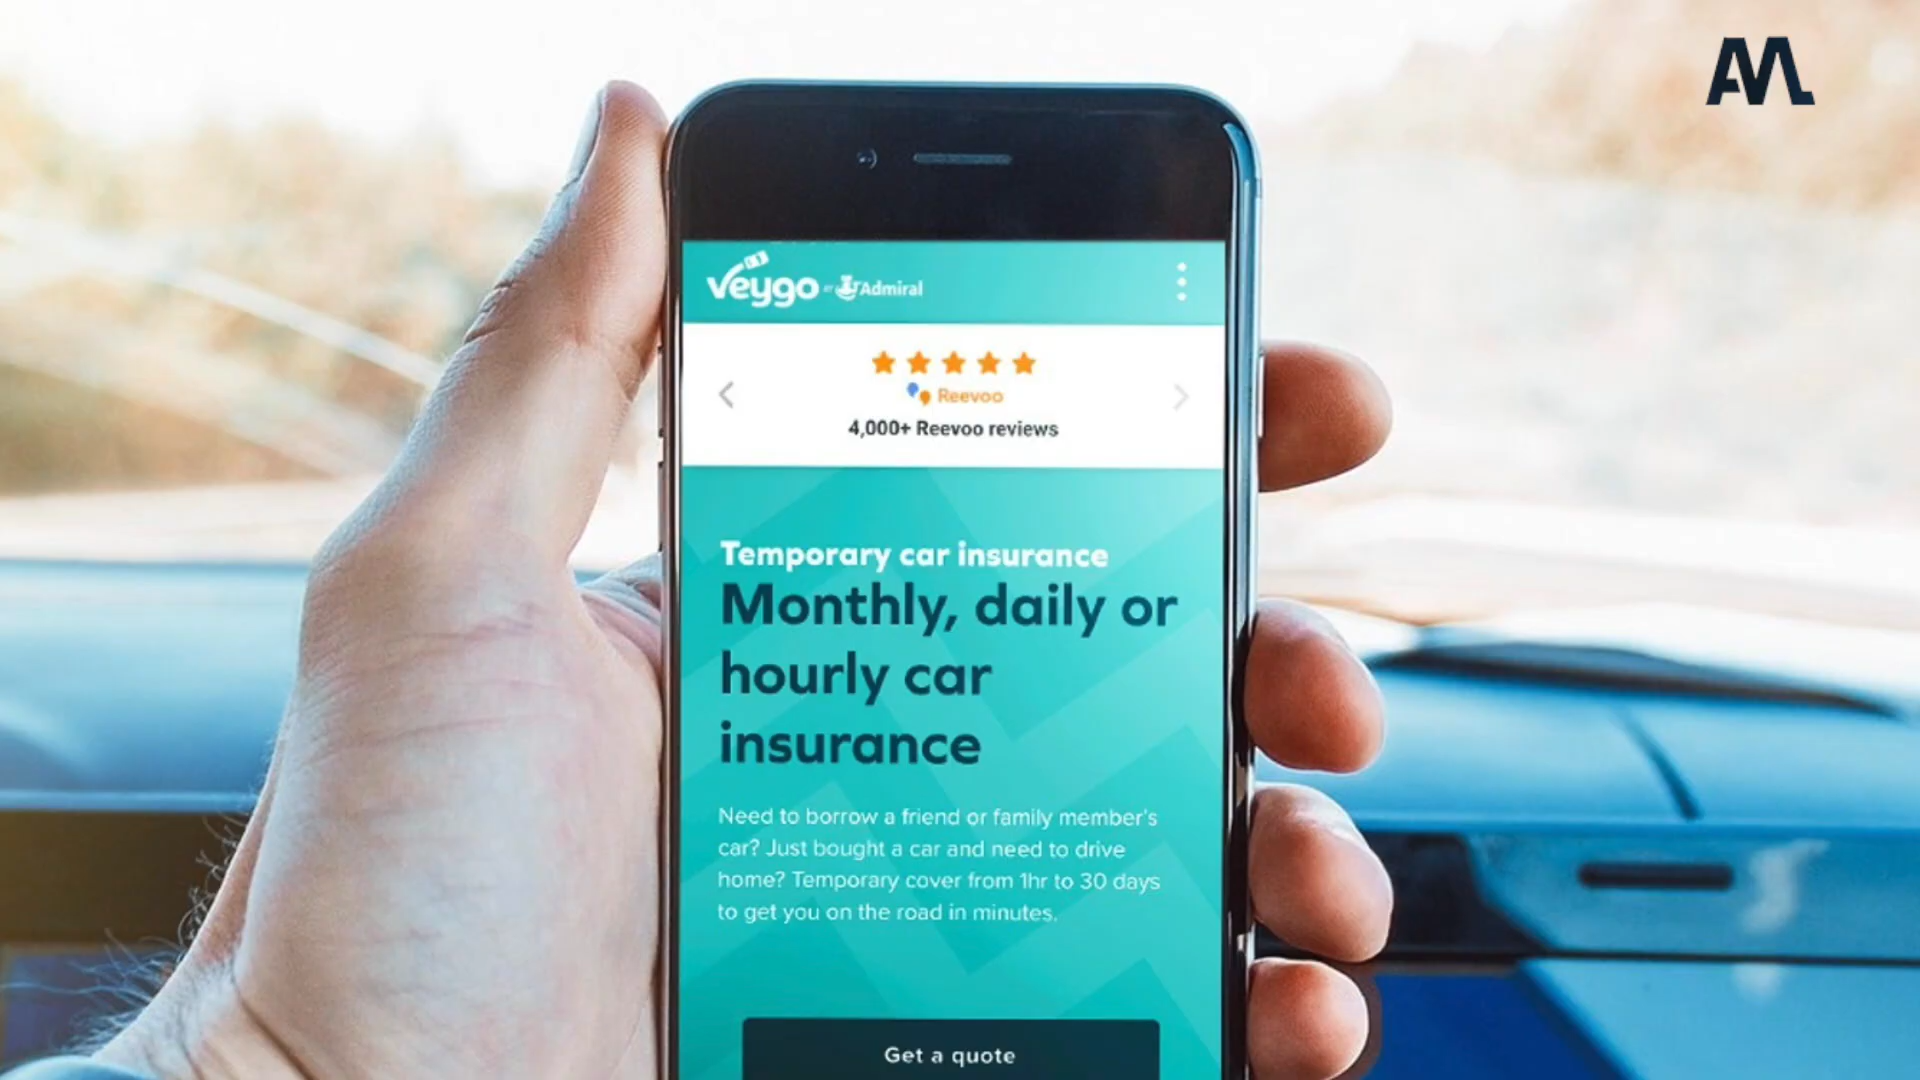 AML
veygo BY Admiral
Reevoo
4,000+ Reevoo reviews
Temporary car insurance
Monthly, daily or
hourly car
insurance
Need to borrow a friend or family member's
car? Just bought a car and need to drive
home? Temporary cover from 1hr to 30 days
to get you on the road in minutes.
Get a quote